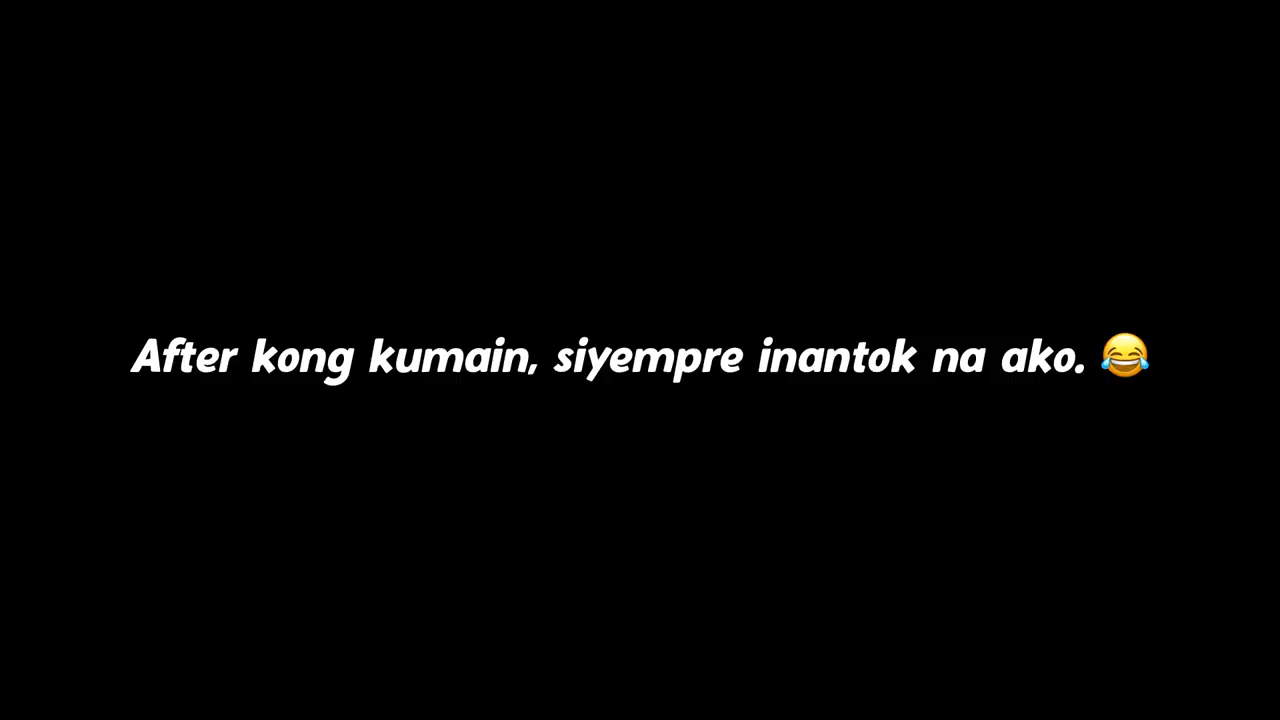 After kong kumain, siyempre inantok na ako. 😂